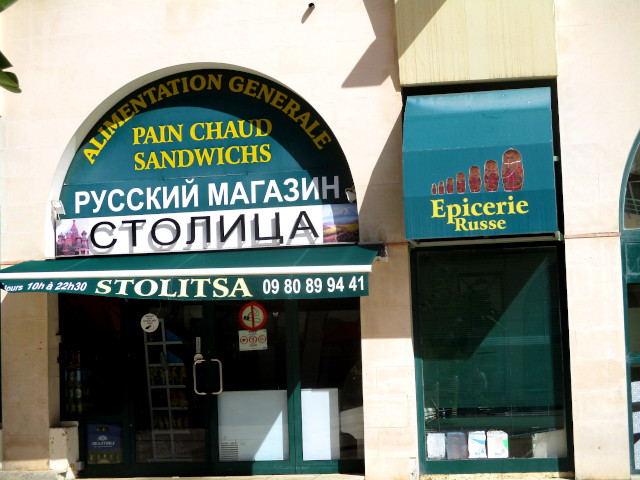 ALIMENTATION GENERALE
PAIN CHAUD
SANDWICHS
РУССКИЙ МАГАЗИН
СТОЛИЦА
Jours 10h à 22h30 STOLITSA 09 80 89 94 41
Epicerie
Russe